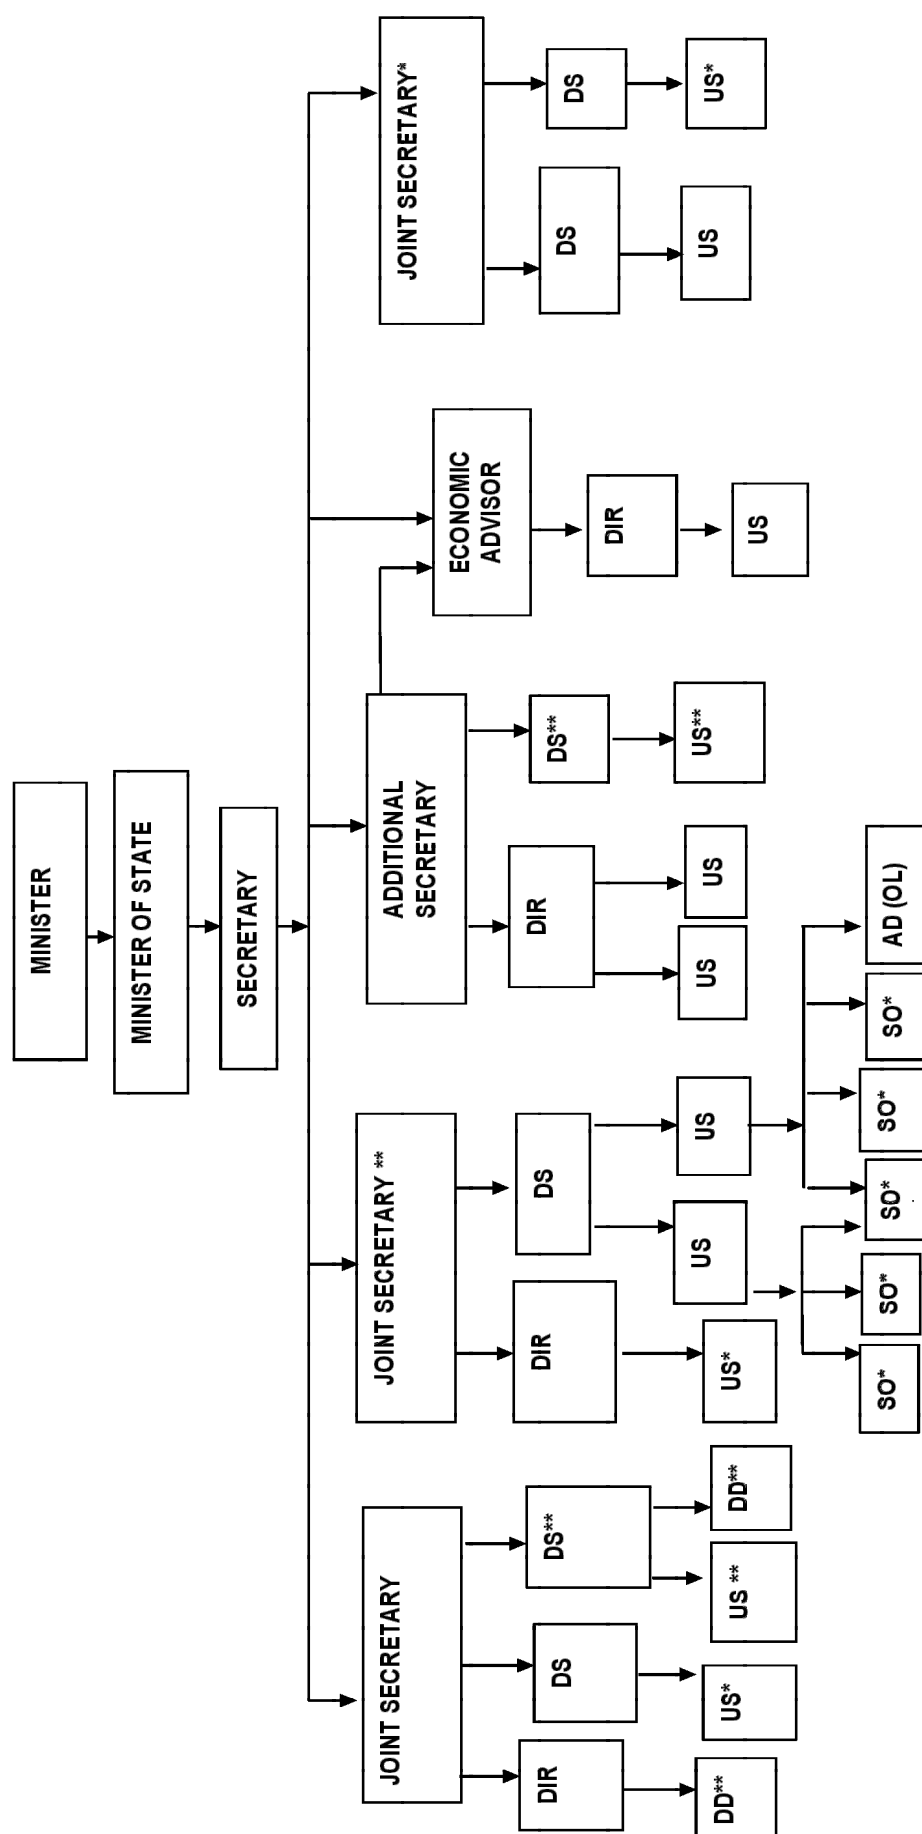 MINISTER
MINISTER OF STATE
SECRETARY
JOINT SECRETARY
JOINT SECRETARY **
ADDITIONAL
SECRETARY
ECONOMIC
ADVISOR
JOINT SECRETARY*
DIR
DS
DS**
DIR
DS
DIR
DS**
DIR
DS
DS
DD**
US*
US **
DD**
US*
US
US
US
US
US**
US
US
US*
SO*
SO*
SO*
SO*
SO*
AD (OL)